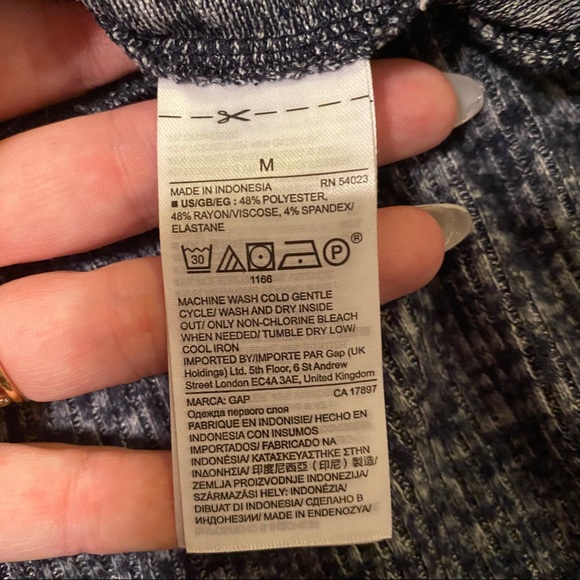 M
MADE IN INDONESIA RN 54023
■ US/GB/EG : 48% POLYESTER,
48% RAYON/VISCOSE, 4% SPANDEX/
ELASTANE
30 P ®
1166
MACHINE WASH COLD GENTLE
CYCLE/ WASH AND DRY INSIDE
OUT/ ONLY NON-CHLORINE BLEACH
WHEN NEEDED/ TUMBLE DRY LOW/
COOL IRON
IMPORTED BY/IMPORTE PAR Gap (UK
Holdings) Ltd. 5th Floor, 6 St Andrew
Street London EC4A 3AE, United Kingdom
MARCA: GAP CA 17897
Одежда первого слоя
FABRIQUE EN INDONISIE/ HECHO EN
INDONESIA CON INSUMOS
IMPORTADOS/ FABRICADO NA
INDONÉSIA/ ΚΑΤΑΣΚΕΥΑΣΤΗΚΕ ΣΤΗΝ
ΙΝΔΟΝΗΣΙΑ/ 印度尼西亞 (印尼) 製造/
ZEMLJA PROIZVODNJE INDONEZIJA/
SZÁRMAZÁSI HELY: INDONÉZIA/
DIBUAT DI INDONESIA/ СДЕЛАНО В
ИНДОНЕЗИИ/ MADE IN ENDENOZYA/